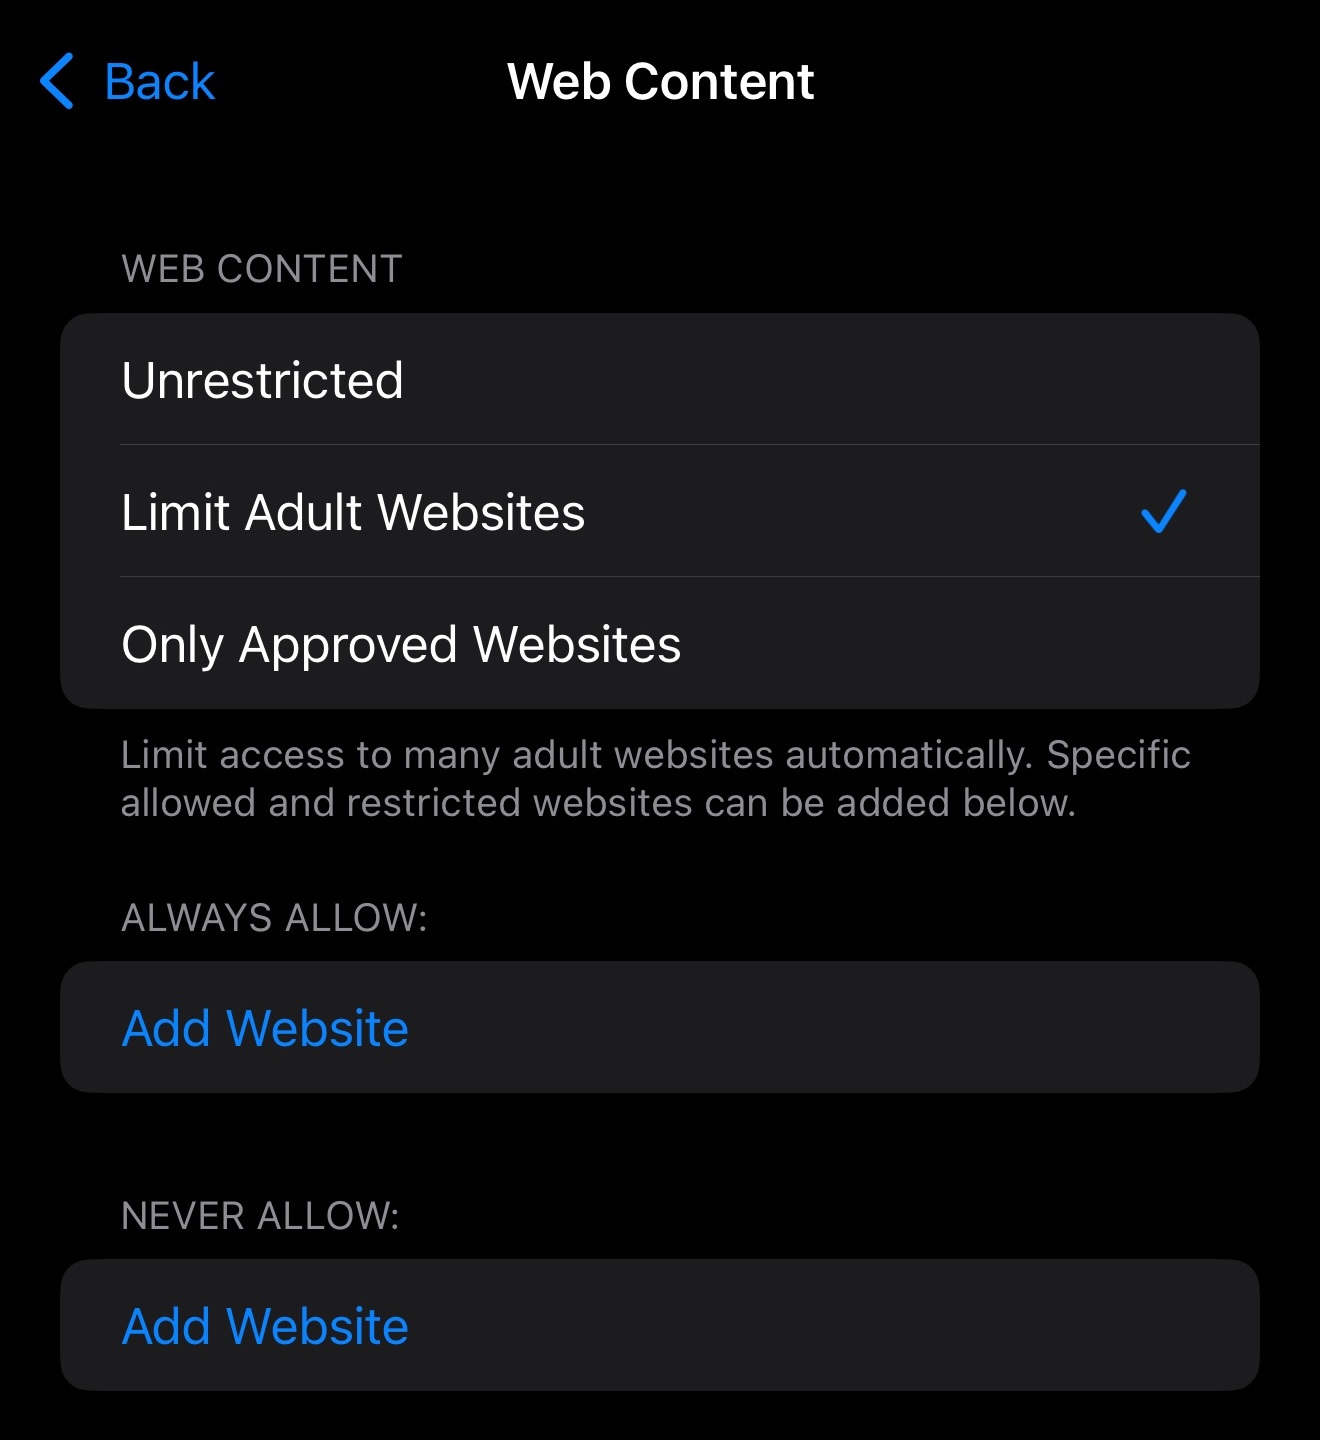 Back
Web Content
WEB CONTENT
Unrestricted
Limit Adult Websites
Only Approved Websites
Limit access to many adult websites automatically. Specific
allowed and restricted websites can be added below.
ALWAYS ALLOW:
Add Website
NEVER ALLOW:
Add Website